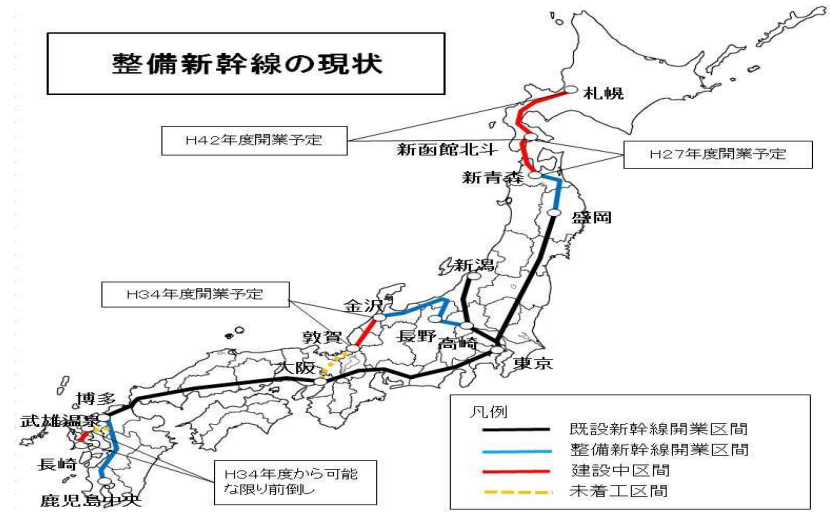 整備新幹線の現状
札幌
H42年度開業予定
新函館北斗
H27年度開業予定
新青森
盛岡
新潟
H34年度開業予定
金沢
敦賀
長野
高崎
大阪
東京
博多
武雄温泉
長崎
鹿児島中央
H34年度から可能
な限り前倒し
凡例
既設新幹線開業区間
整備新幹線開業区間
建設中区間
未着工区間